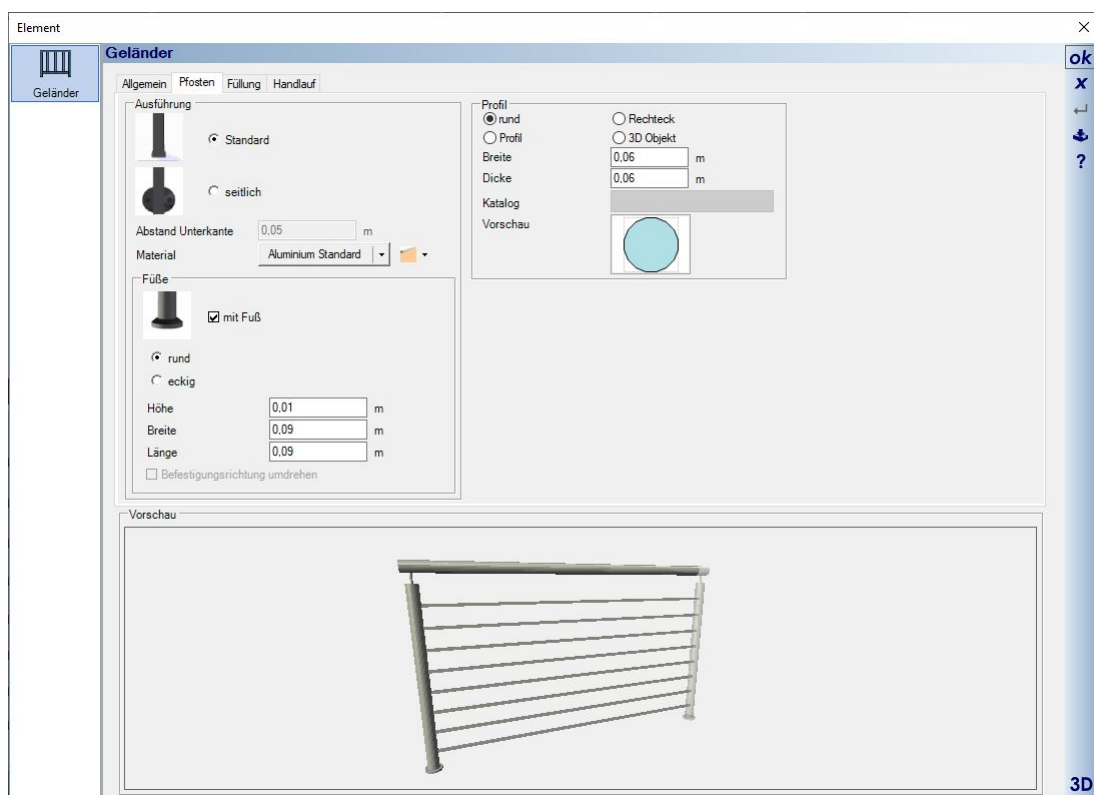 Element
Geländer
Geländer
ok
x
?
Allgemein Pfosten Füllung Handlauf
Ausführung
Standard
seitlich
Abstand Unterkante 0,05 m
Material Aluminium Standard
Füße
mit Fuß
rund
eckig
Höhe 0,01 m
Breite 0,09 m
Länge 0,09 m
Befestigungsrichtung umdrehen
Profil
rund Rechteck
Profil 3D Objekt
Breite 0,06 m
Dicke 0,06 m
Katalog
Vorschau
Vorschau
3D